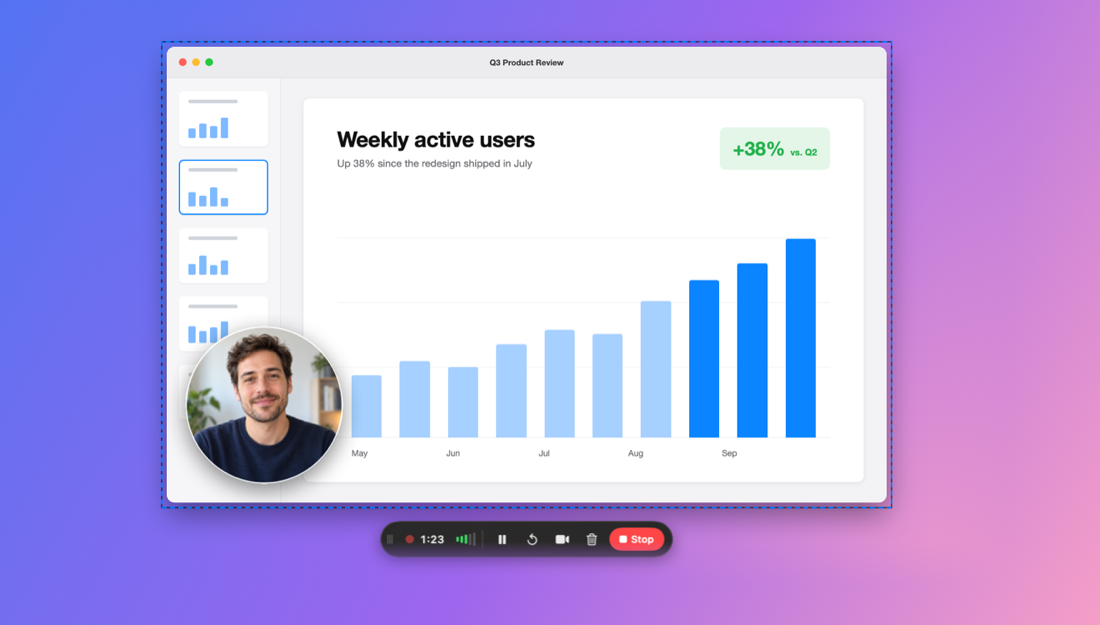 Q3 Product Review
Weekly active users
Up 38% since the redesign shipped in July
+38% vs. Q2
May Jun Jul Aug Sep
1:23
Stop